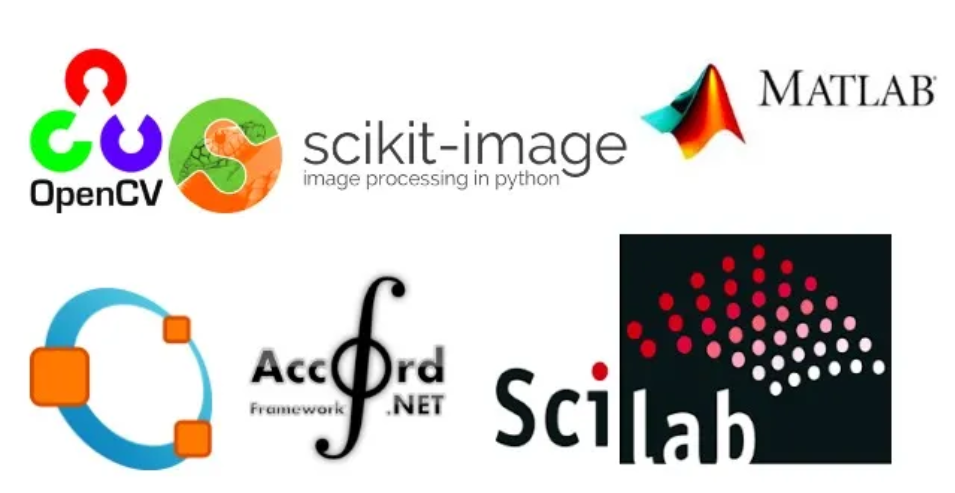 OpenCV
scikit-image
image processing in python
MATLAB
Accord
Framework .NET
Scilab